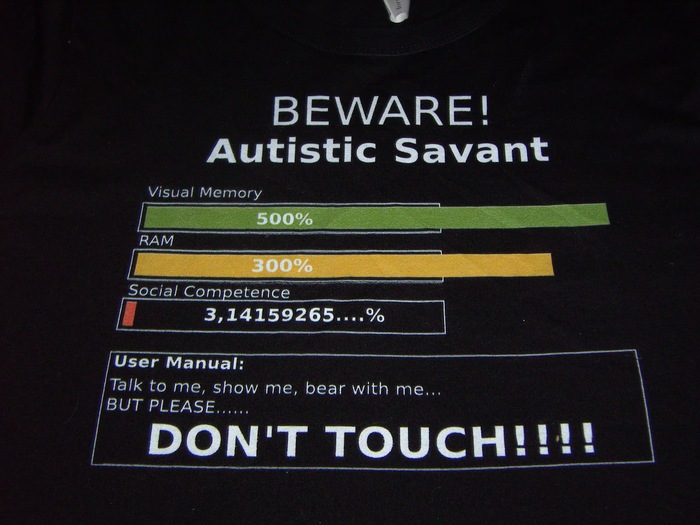 BEWARE!
Autistic Savant
Visual Memory
500%
RAM
300%
Social Competence
3,14159265....%
User Manual:
Talk to me, show me, bear with me...
BUT PLEASE......
DON'T TOUCH!!!!